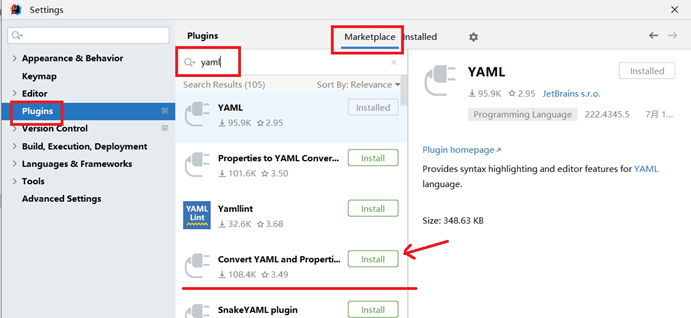 Settings
Plugins
Marketplace
Installed
Appearance & Behavior
Keymap
Editor
Plugins
Version Control
Build, Execution, Deployment
Languages & Frameworks
Tools
Advanced Settings
yaml
Search Results (105) Sort By: Relevance
YAML
95.9K 2.95
Installed
Properties to YAML Conver...
101.6K 3.50
Install
YAML
Lint
Yamllint
32.6K 3.68
Install
Convert YAML and Properti...
108.4K 3.49
Install
SnakeYAML plugin
Install
YAML
Installed
95.9K 2.95 JetBrains s.r.o.
Programming Language 222.4345.5 7月 1...
Plugin homepage
Provides syntax highlighting and editor features for YAML
language.
Size: 348.63 KB